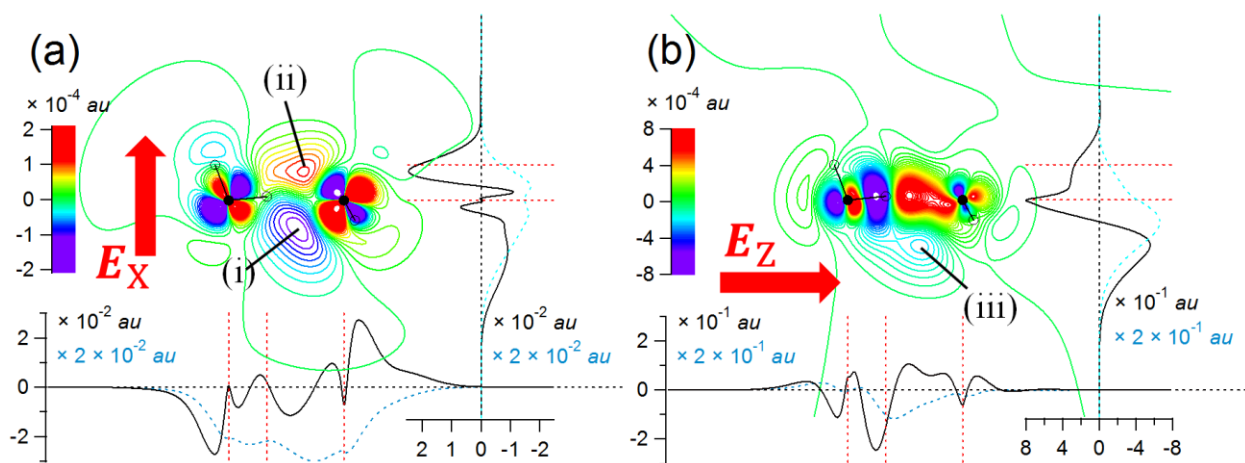 (a)
(ii)
× 10⁻⁴ au
2
1
0
-1
-2
E_X
(i)
× 10⁻² au
× 2 × 10⁻² au
2
0
-2
× 10⁻² au
× 2 × 10⁻² au
2 1 0 -1 -2
(b)
× 10⁻⁴ au
8
4
0
-4
-8
E_Z
(iii)
× 10⁻¹ au
× 2 × 10⁻¹ au
2
0
-2
× 10⁻¹ au
× 2 × 10⁻¹ au
8 4 0 -4 -8